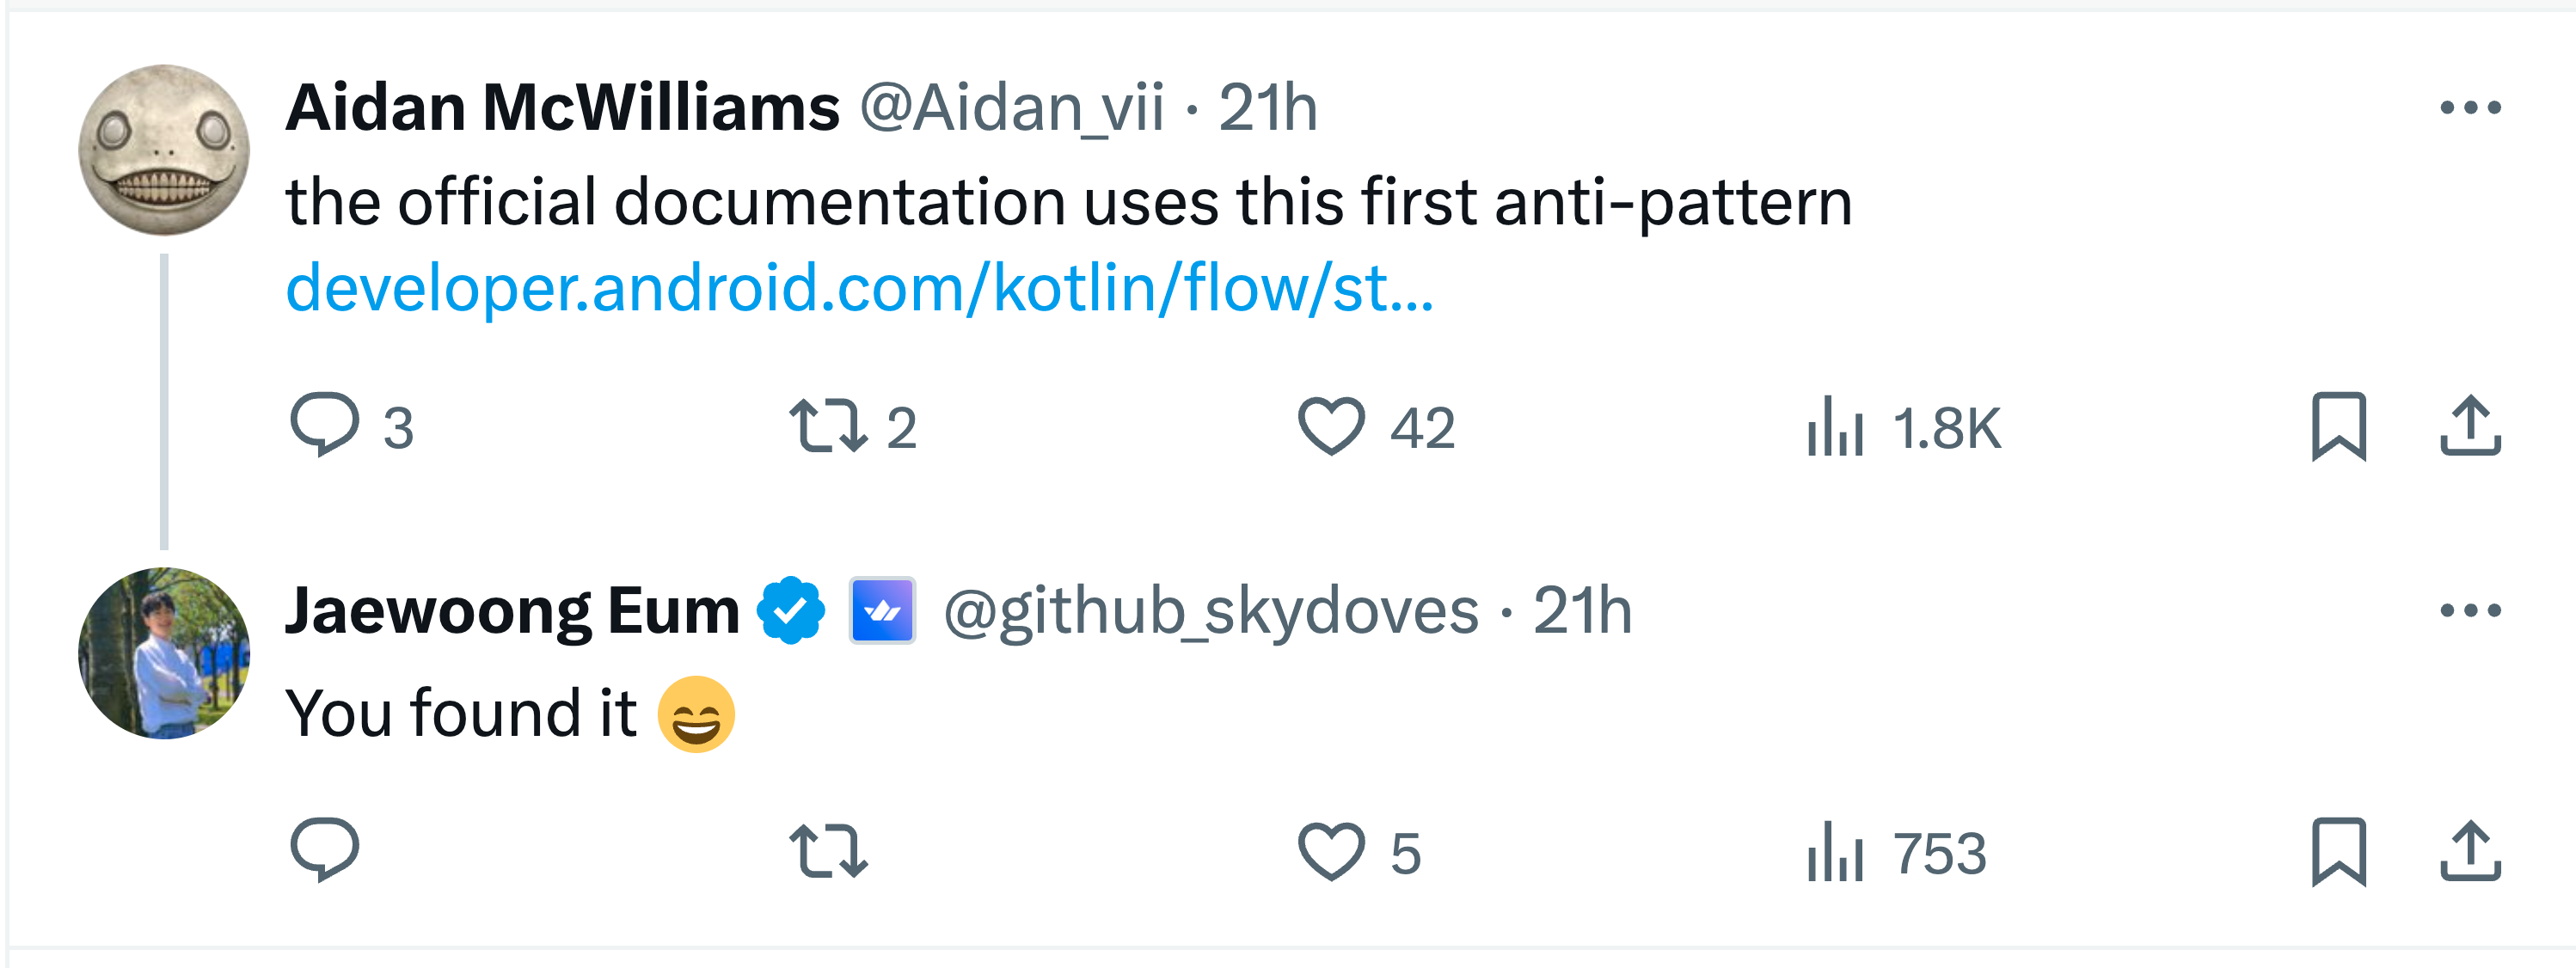 Aidan McWilliams @Aidan_vii · 21h
the official documentation uses this first anti-pattern
developer.android.com/kotlin/flow/st...
3 2 42 1.8K
Jaewoong Eum @github_skydoves · 21h
You found it 😄
5 753